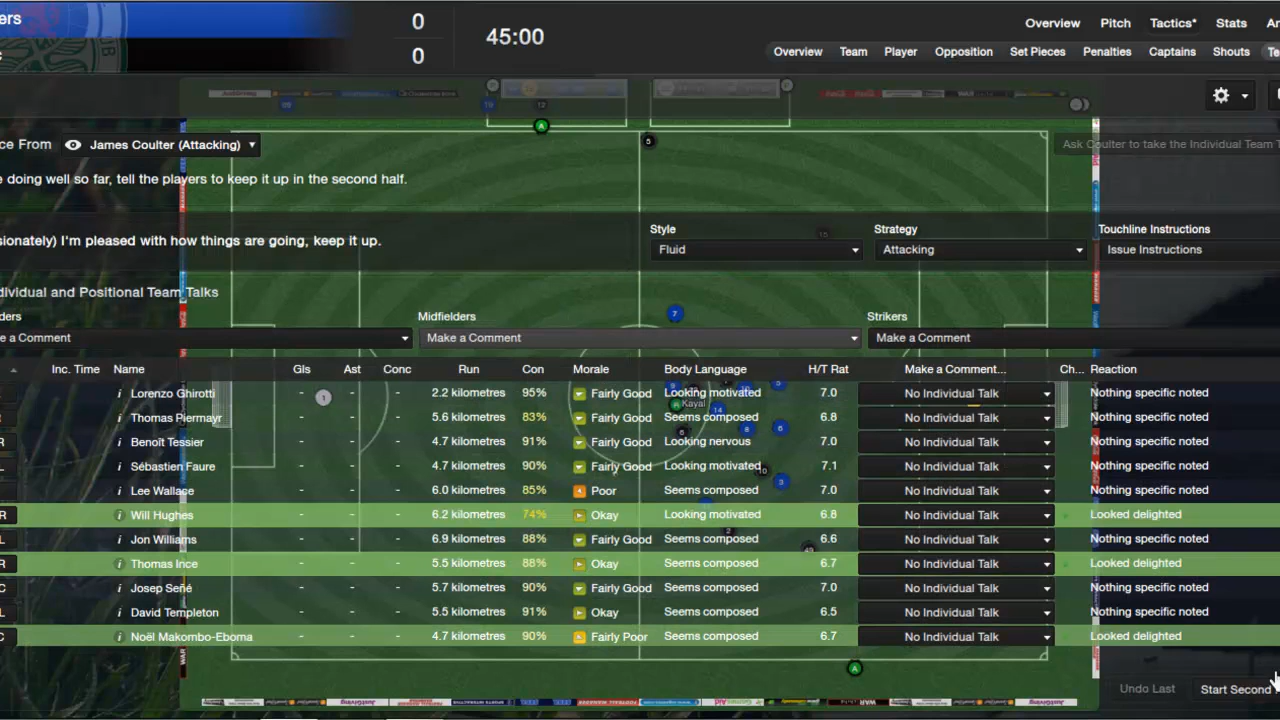 ers
0
0
45:00
Overview Pitch Tactics* Stats An
Overview Team Player Opposition Set Pieces Penalties Captains Shouts Te
09 19 12
A
5
ce From James Coulter (Attacking)
Ask Coulter to take the Individual Team T
e doing well so far, tell the players to keep it up in the second half.
sionately) I'm pleased with how things are going, keep it up.
Style Strategy Touchline Instructions
Fluid Attacking Issue Instructions
dividual and Positional Team Talks
7
ders Midfielders Strikers
e a Comment Make a Comment Make a Comment
Inc. Time Name Gls Ast Conc Run Con Morale Body Language H/T Rat Make a Comment... Ch... Reaction
i Lorenzo Ghirotti - - - 2.2 kilometres 95% Fairly Good Looking motivated 7.0 No Individual Talk Nothing specific noted
1 Kayal
R i Thomas Piermayr - - - 5.6 kilometres 83% Fairly Good Seems composed 6.8 No Individual Talk Nothing specific noted
R i Benoît Tessier - - - 4.7 kilometres 91% Fairly Good Looking nervous 7.0 No Individual Talk Nothing specific noted
L i Sébastien Faure - - - 4.7 kilometres 90% Fairly Good Looking motivated 7.1 No Individual Talk Nothing specific noted
i Lee Wallace - - - 6.0 kilometres 85% Poor Seems composed 7.0 No Individual Talk Nothing specific noted
R i Will Hughes - - - 6.2 kilometres 74% Okay Looking motivated 6.8 No Individual Talk Looked delighted
L i Jon Williams - - - 6.9 kilometres 88% Fairly Good Seems composed 6.6 No Individual Talk Nothing specific noted
R i Thomas Ince - - - 5.5 kilometres 88% Okay Seems composed 6.7 No Individual Talk Looked delighted
C i Josep Señé - - - 5.7 kilometres 90% Fairly Good Seems composed 7.0 No Individual Talk Nothing specific noted
L i David Templeton - - - 5.5 kilometres 91% Okay Seems composed 6.5 No Individual Talk Nothing specific noted
C i Noël Makombo-Eboma - - - 4.7 kilometres 90% Fairly Poor Seems composed 6.7 No Individual Talk Looked delighted
A
Undo Last Start Second